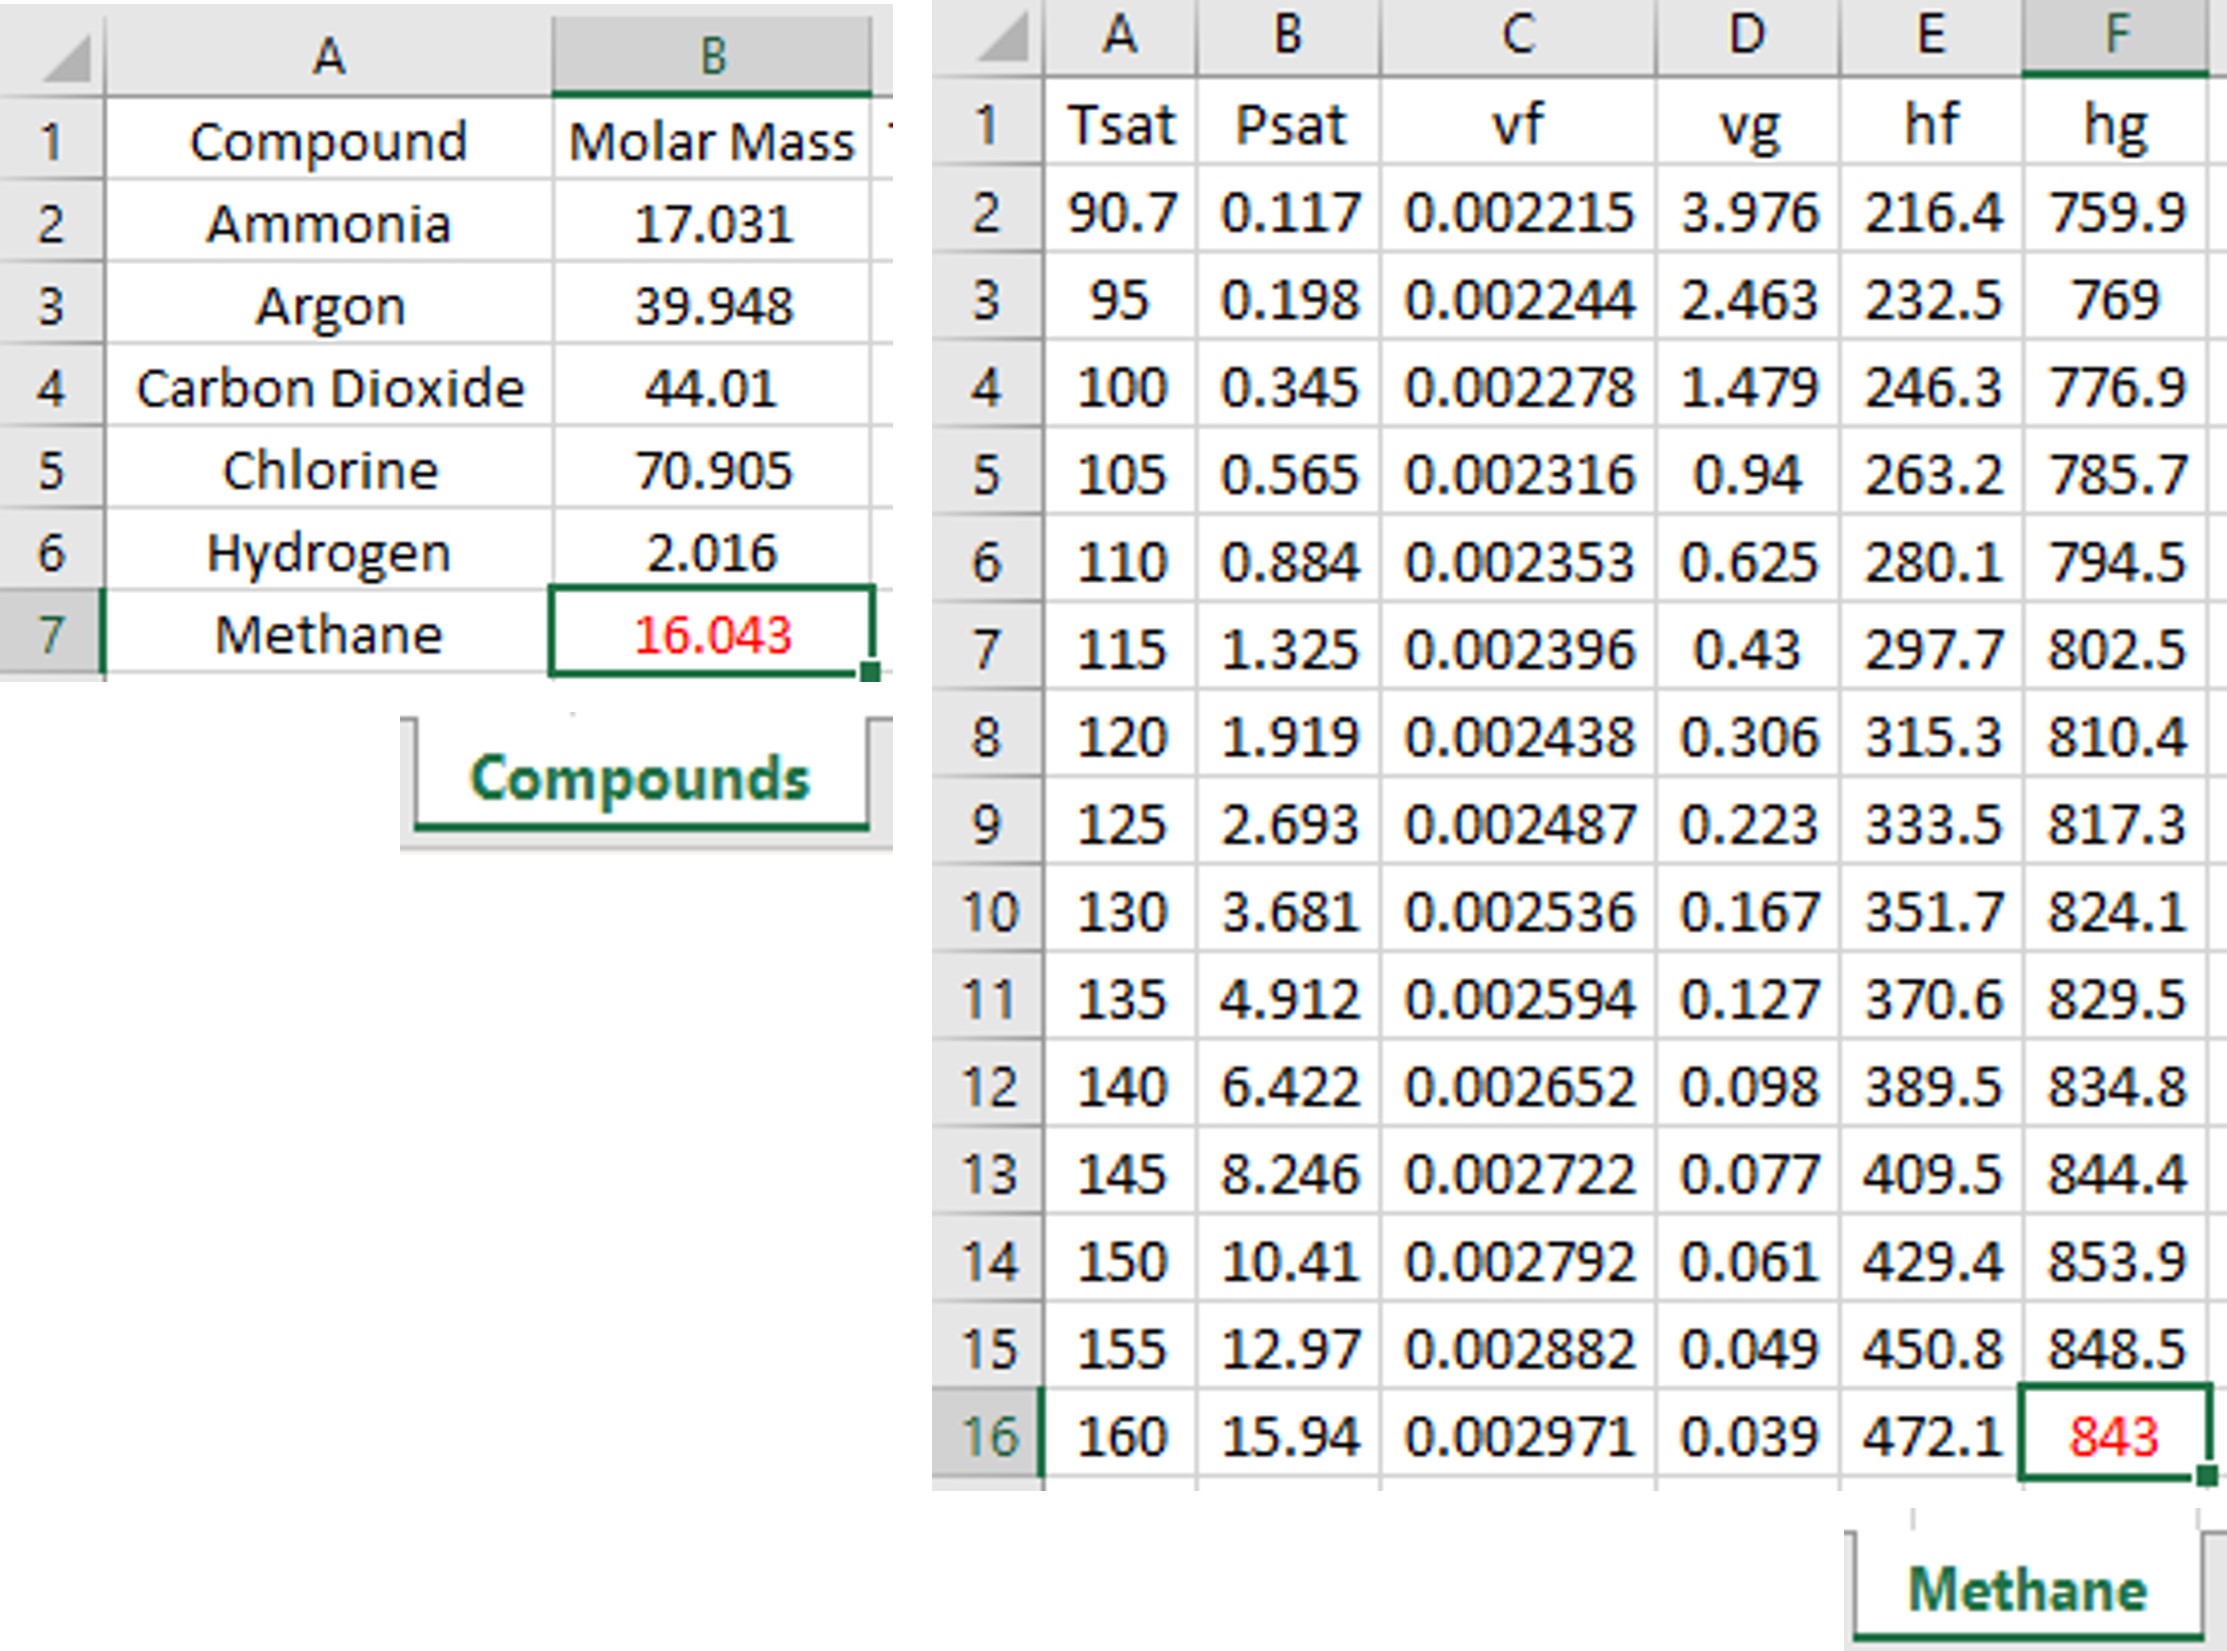 A B
1 Compound Molar Mass
2 Ammonia 17.031
3 Argon 39.948
4 Carbon Dioxide 44.01
5 Chlorine 70.905
6 Hydrogen 2.016
7 Methane 16.043
Compounds
A B C D E F
1 Tsat Psat vf vg hf hg
2 90.7 0.117 0.002215 3.976 216.4 759.9
3 95 0.198 0.002244 2.463 232.5 769
4 100 0.345 0.002278 1.479 246.3 776.9
5 105 0.565 0.002316 0.94 263.2 785.7
6 110 0.884 0.002353 0.625 280.1 794.5
7 115 1.325 0.002396 0.43 297.7 802.5
8 120 1.919 0.002438 0.306 315.3 810.4
9 125 2.693 0.002487 0.223 333.5 817.3
10 130 3.681 0.002536 0.167 351.7 824.1
11 135 4.912 0.002594 0.127 370.6 829.5
12 140 6.422 0.002652 0.098 389.5 834.8
13 145 8.246 0.002722 0.077 409.5 844.4
14 150 10.41 0.002792 0.061 429.4 853.9
15 155 12.97 0.002882 0.049 450.8 848.5
16 160 15.94 0.002971 0.039 472.1 843
Methane